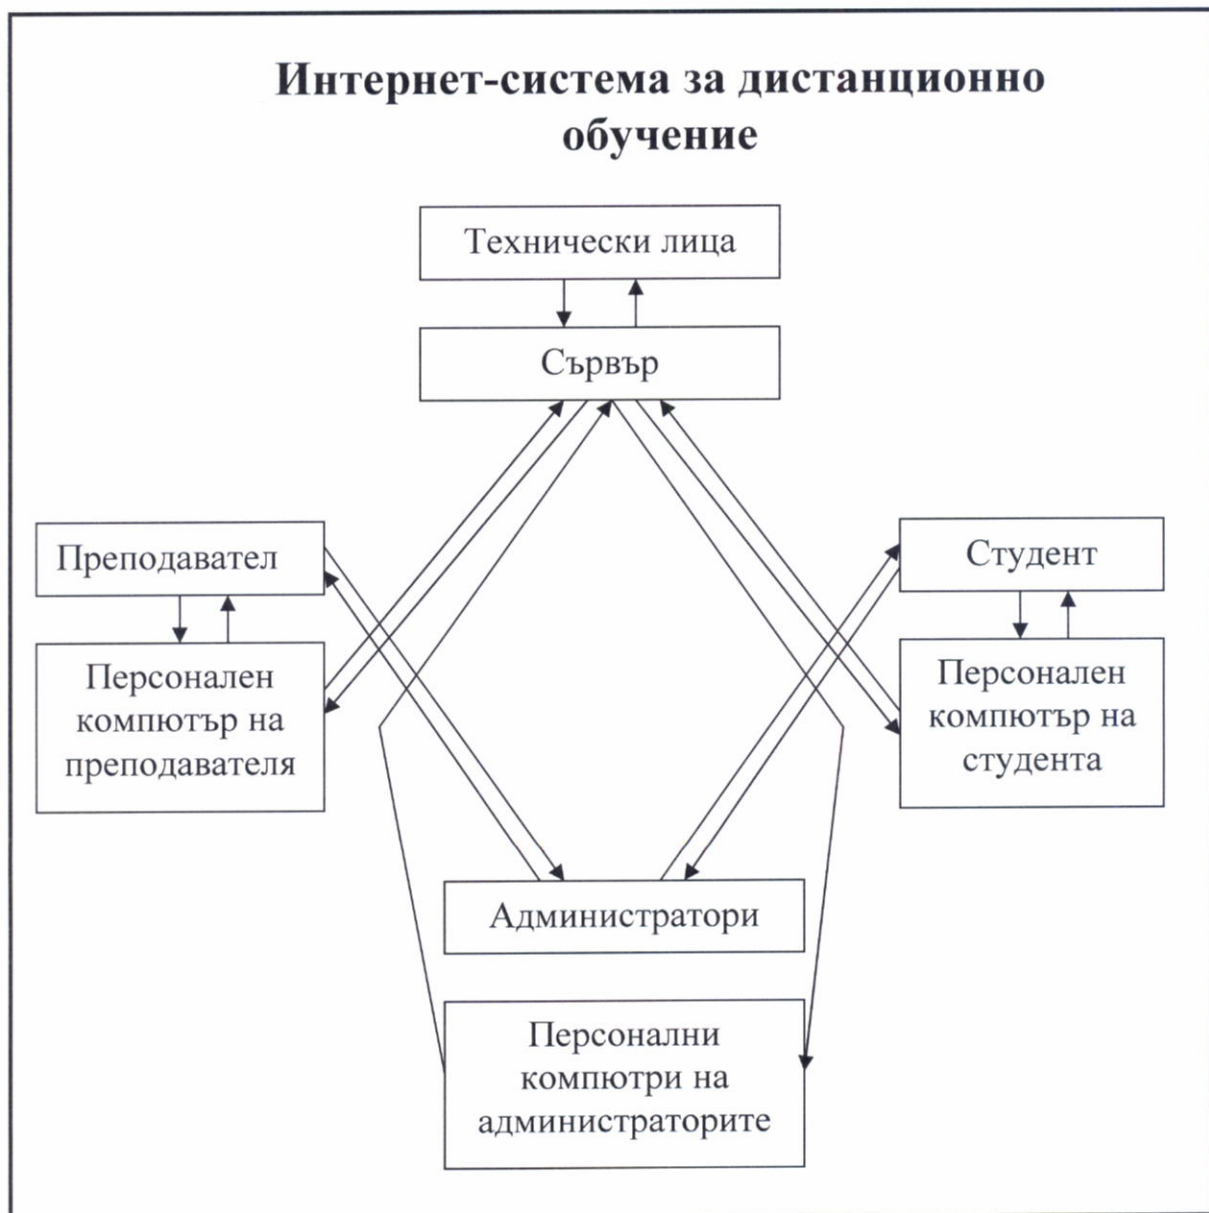 Интернет-система за дистанционно
обучение
Технически лица
Сървър
Преподавател
Студент
Персонален
компютър на
преподавателя
Персонален
компютър на
студента
Администратори
Персонални
компютри на
администраторите